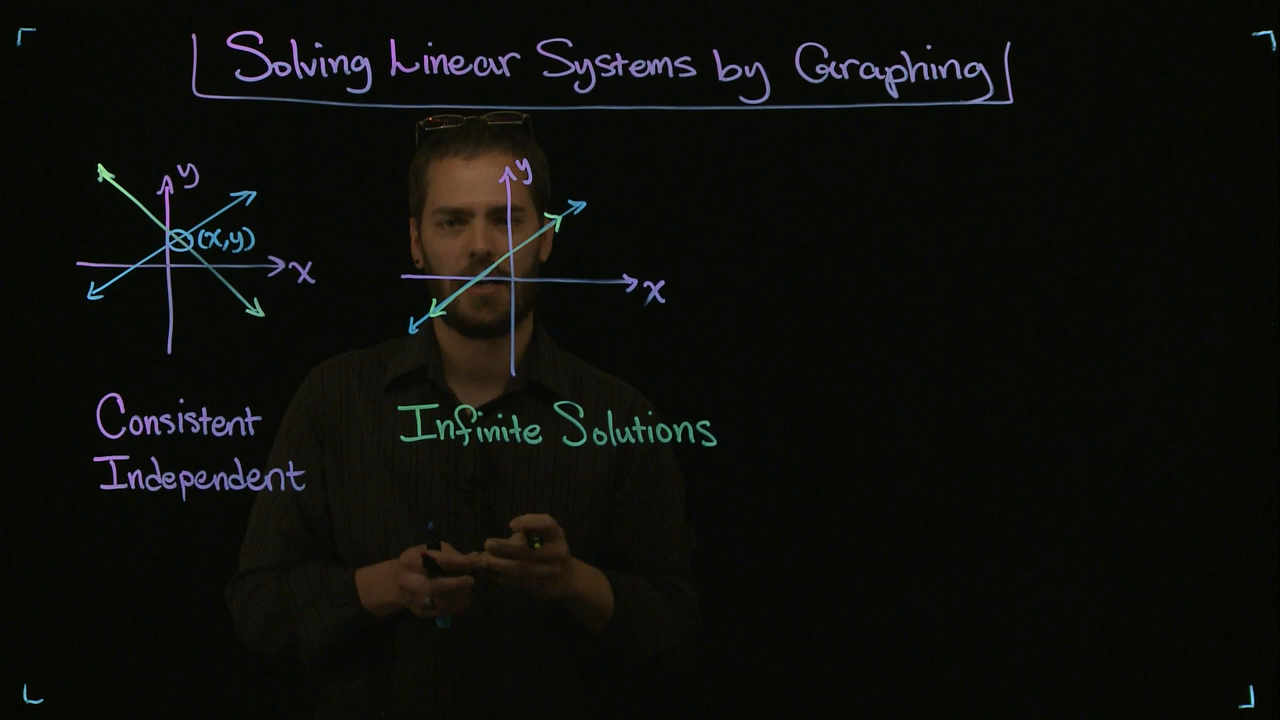 Solving Linear Systems by Graphing
y
(x,y)
x
Consistent
Independent
y
x
Infinite Solutions